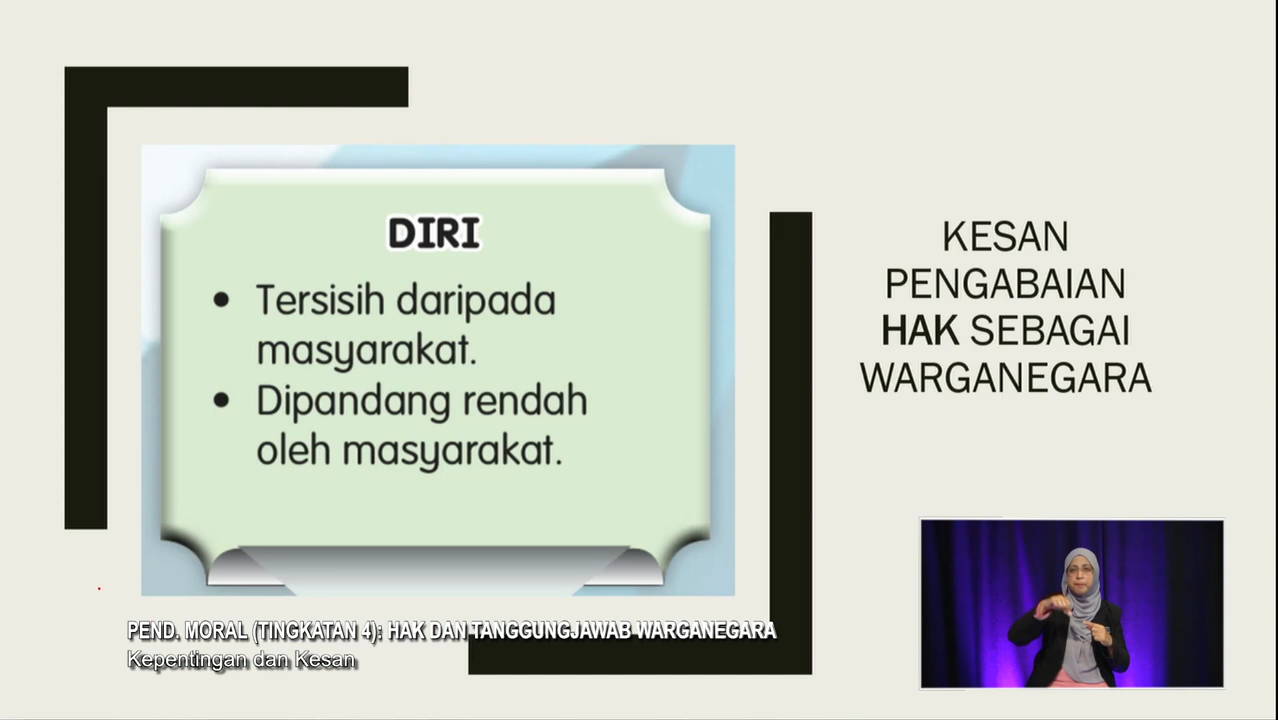 DIRI
• Tersisih daripada
masyarakat.
• Dipandang rendah
oleh masyarakat.
KESAN
PENGABAIAN
HAK SEBAGAI
WARGANEGARA
PEND. MORAL (TINGKATAN 4): HAK DAN TANGGUNGJAWAB WARGANEGARA
Kepentingan dan Kesan